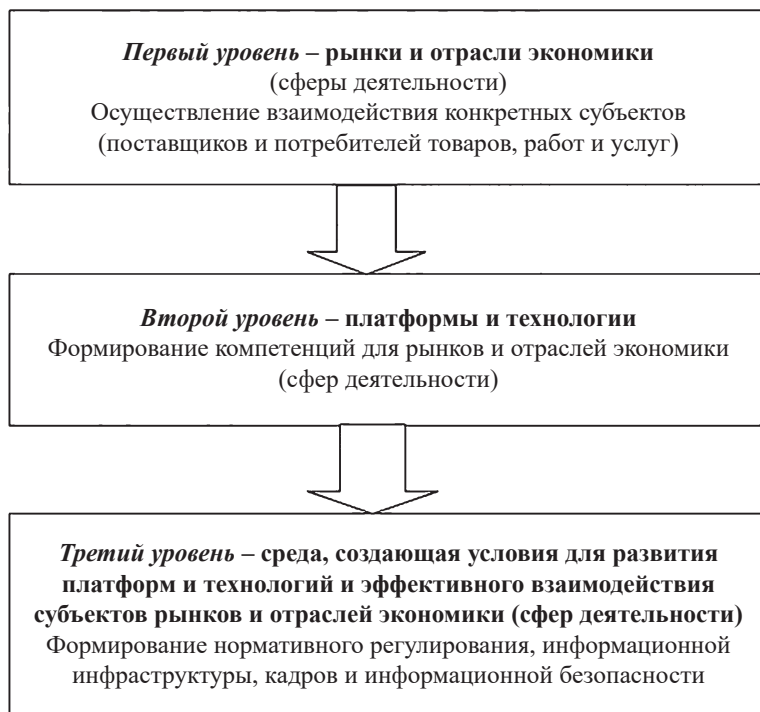 Первый уровень – рынки и отрасли экономики
(сферы деятельности)
Осуществление взаимодействия конкретных субъектов
(поставщиков и потребителей товаров, работ и услуг)
Второй уровень – платформы и технологии
Формирование компетенций для рынков и отраслей экономики
(сфер деятельности)
Третий уровень – среда, создающая условия для развития
платформ и технологий и эффективного взаимодействия
субъектов рынков и отраслей экономики (сфер деятельности)
Формирование нормативного регулирования, информационной
инфраструктуры, кадров и информационной безопасности